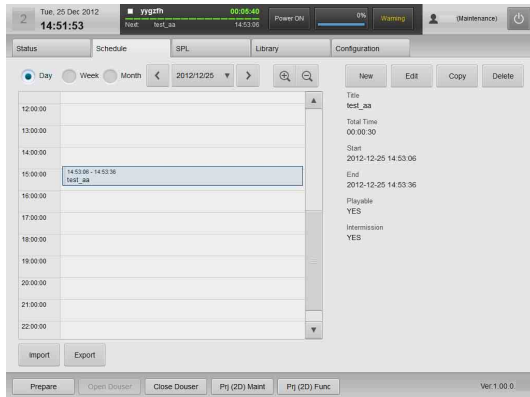 2
Tue, 25 Dec 2012
14:51:53
yygzfh 00:05:40
Next: test_aa 14:53:06
Power ON
0%
Warning
(Maintenance)
Status Schedule SPL Library Configuration
Day Week Month < 2012/12/25 ▼ >
New Edit Copy Delete
12:00:00
13:00:00
14:00:00
15:00:00
14:53:06 - 14:53:36
test_aa
16:00:00
17:00:00
18:00:00
19:00:00
20:00:00
21:00:00
22:00:00
Title
test_aa
Total Time
00:00:30
Start
2012-12-25 14:53:06
End
2012-12-25 14:53:36
Playable
YES
Intermission
YES
Import Export
Prepare Open Douser Close Douser Prj (2D) Maint Prj (2D) Func Ver.1.00.0